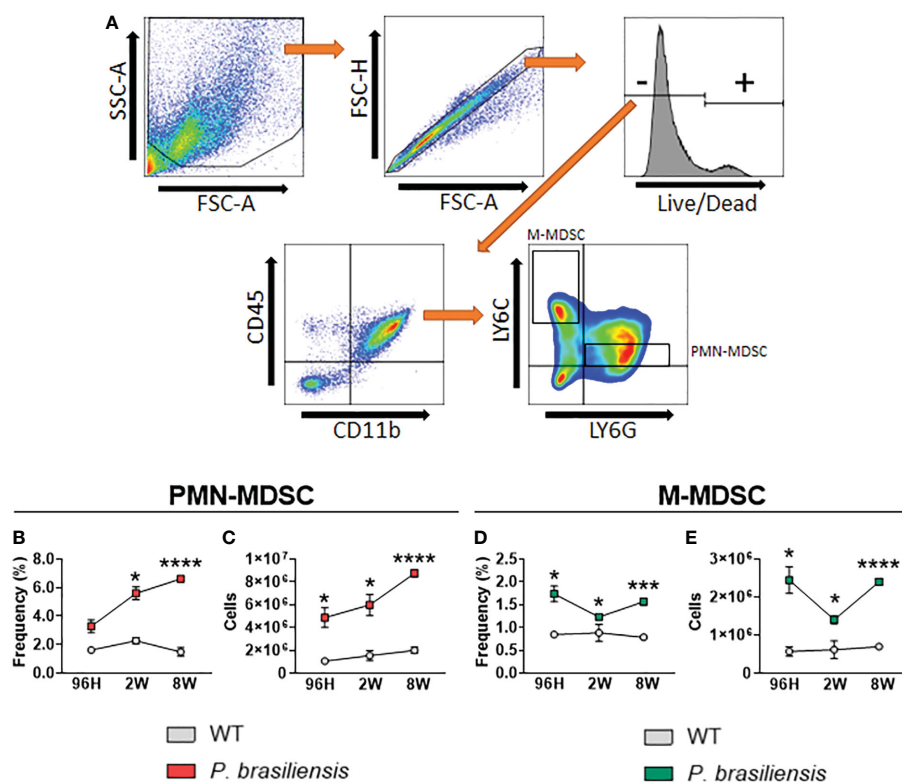 A
SSC-A
FSC-A
FSC-H
FSC-A
- +
Live/Dead
CD45
CD11b
M-MDSC
LY6C
PMN-MDSC
LY6G
PMN-MDSC
M-MDSC
B
Frequency (%)
8.0
6.0
4.0
2.0
0.0
* ****
96H 2W 8W
C
Cells
1×10⁷
8×10⁶
6×10⁶
4×10⁶
2×10⁶
0
* * ****
96H 2W 8W
D
Frequency (%)
2.5
2.0
1.5
1.0
0.5
0.0
* * ***
96H 2W 8W
E
Cells
3×10⁶
2×10⁶
1×10⁶
0
* * ****
96H 2W 8W
WT
P. brasiliensis
WT
P. brasiliensis